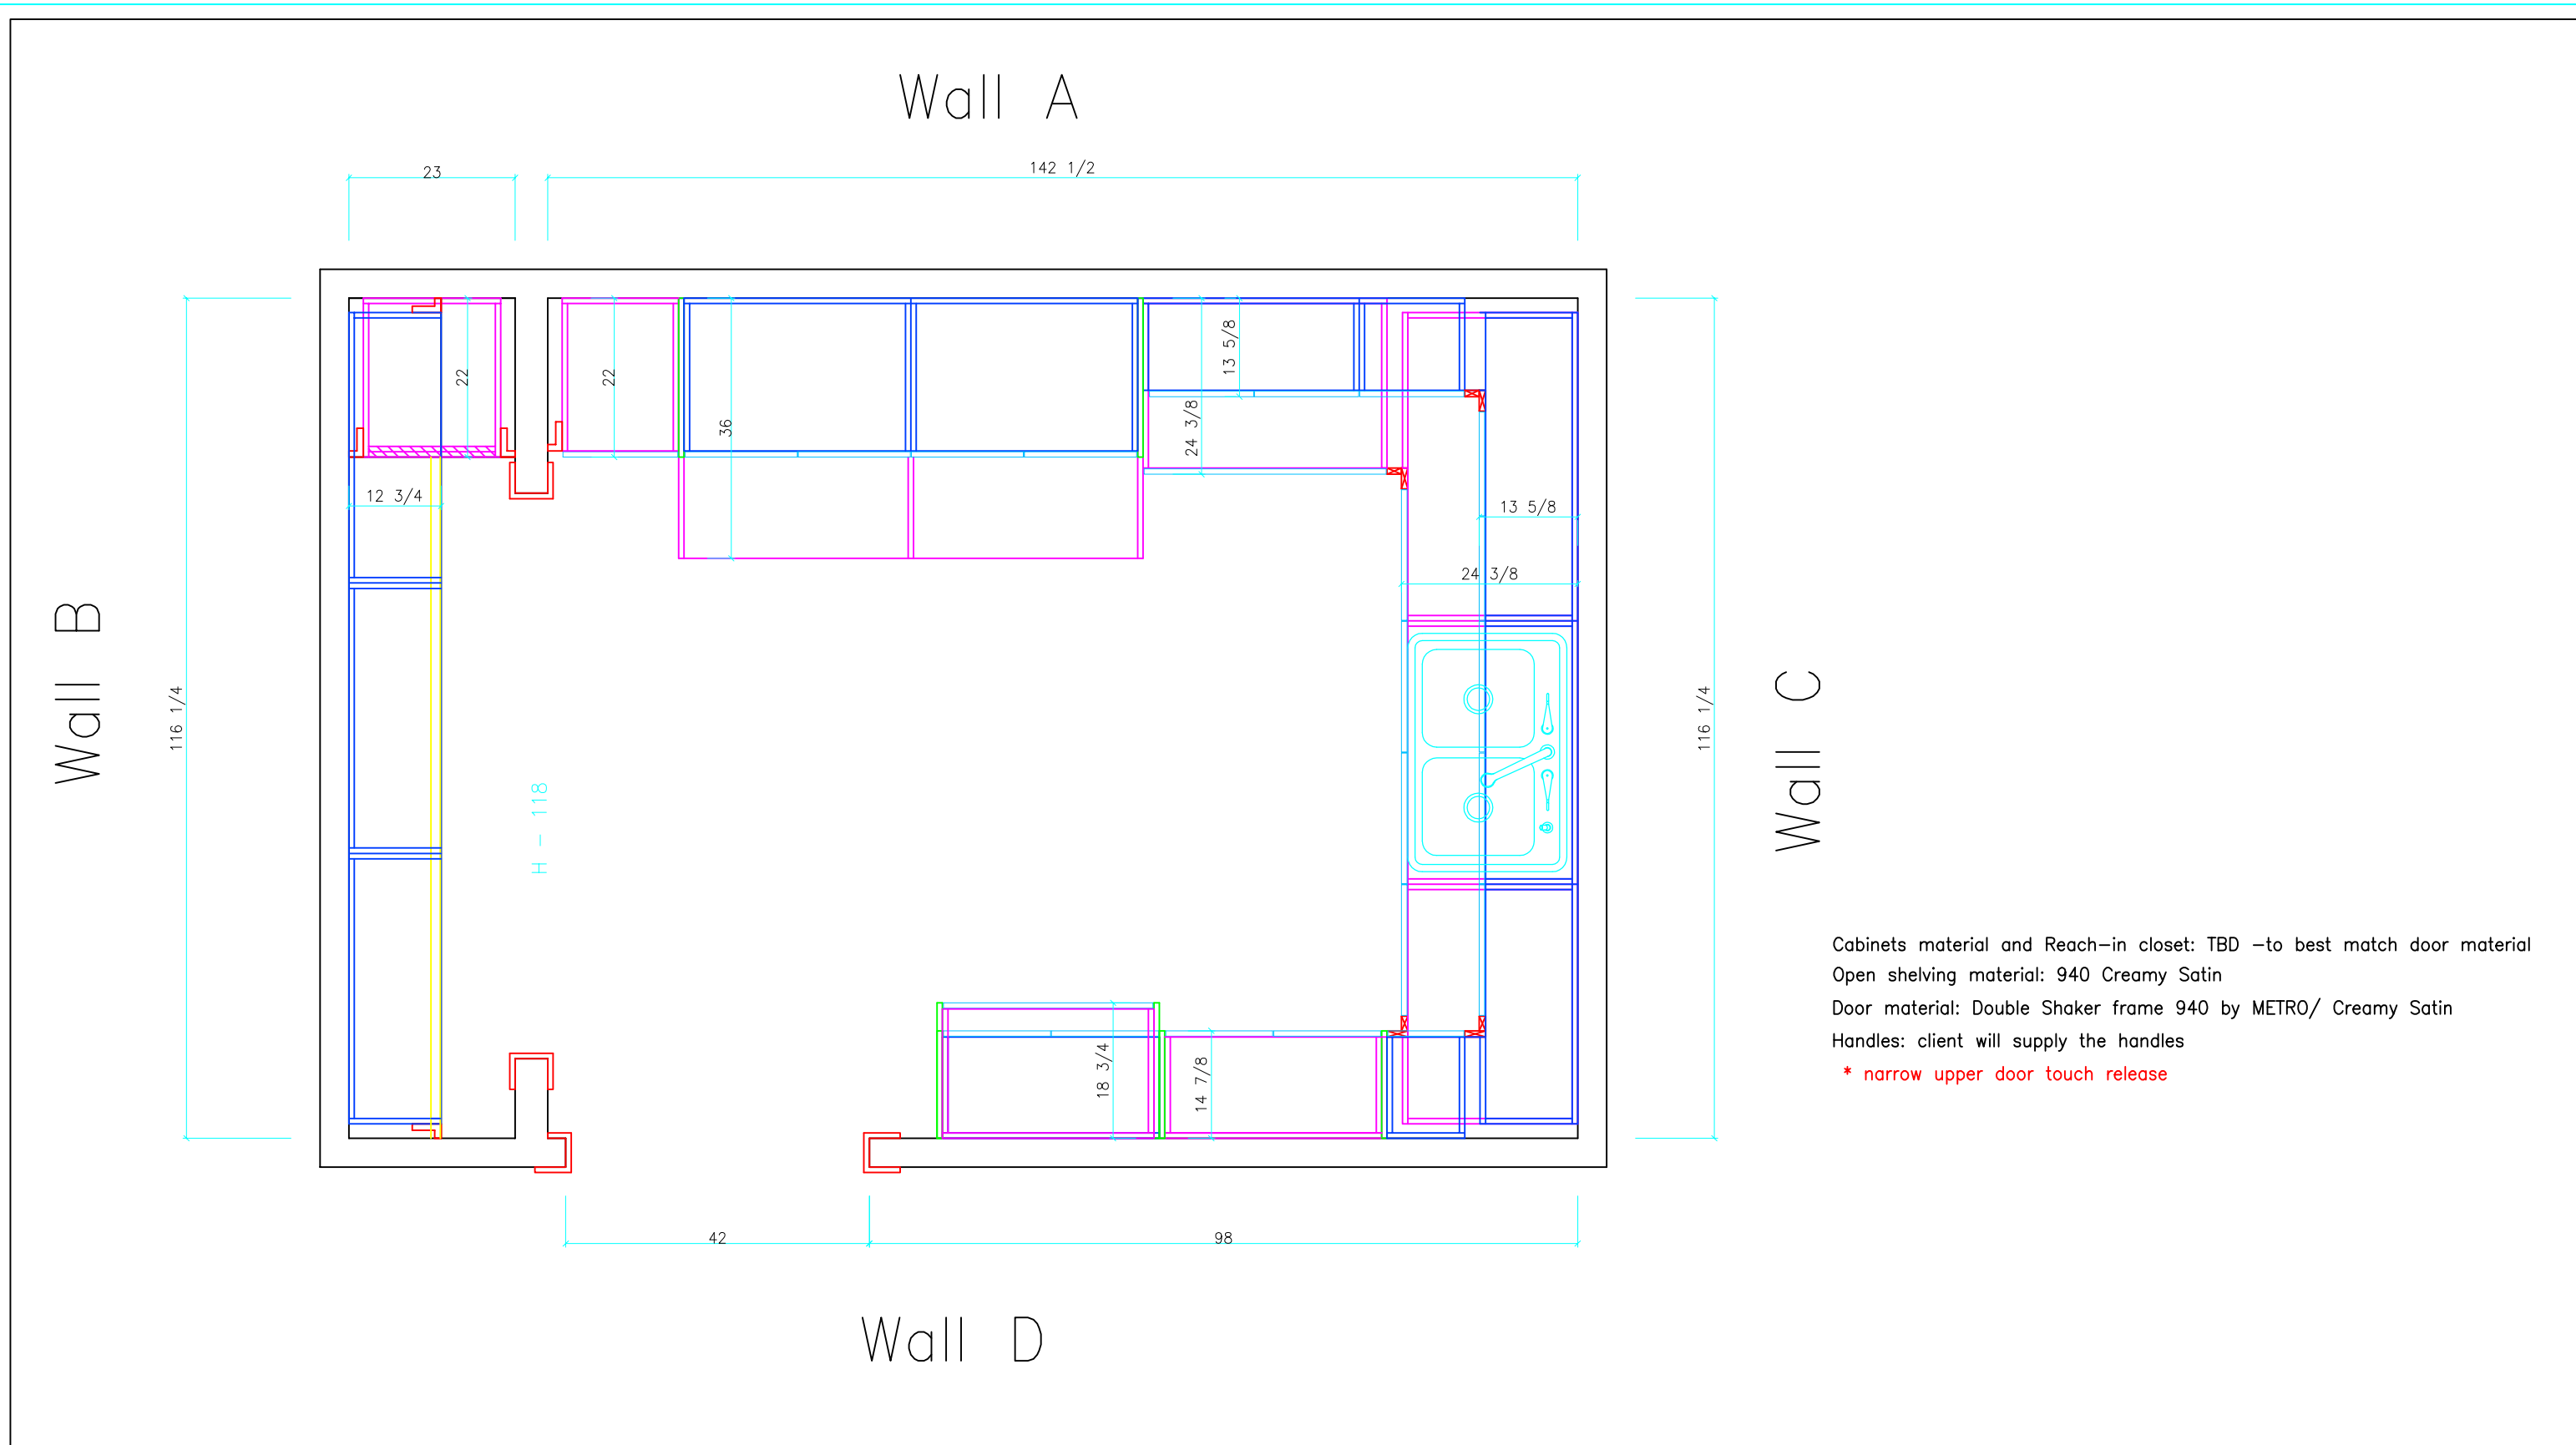 Wall A
23
142 1/2
22
22
36
24 3/8
13 5/8
12 3/4
13 5/8
24 3/8
Wall B
116 1/4
H - 118
116 1/4
Wall C
18 3/4
14 7/8
42
98
Wall D
Cabinets material and Reach-in closet: TBD -to best match door material
Open shelving material: 940 Creamy Satin
Door material: Double Shaker frame 940 by METRO/ Creamy Satin
Handles: client will supply the handles
* narrow upper door touch release